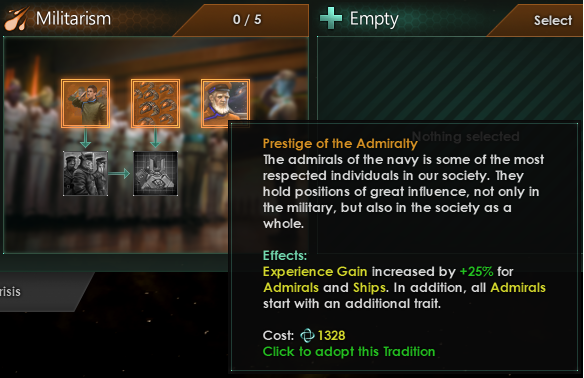 Militarism
0 / 5
Empty
Select
Nothing selected
Prestige of the Admiralty
The admirals of the navy is some of the most
respected individuals in our society. They
hold positions of great influence, not only in
the military, but also in the society as a
whole.
Effects:
Experience Gain increased by +25% for
Admirals and Ships. In addition, all Admirals
start with an additional trait.
Cost: 1328
Click to adopt this Tradition
risis